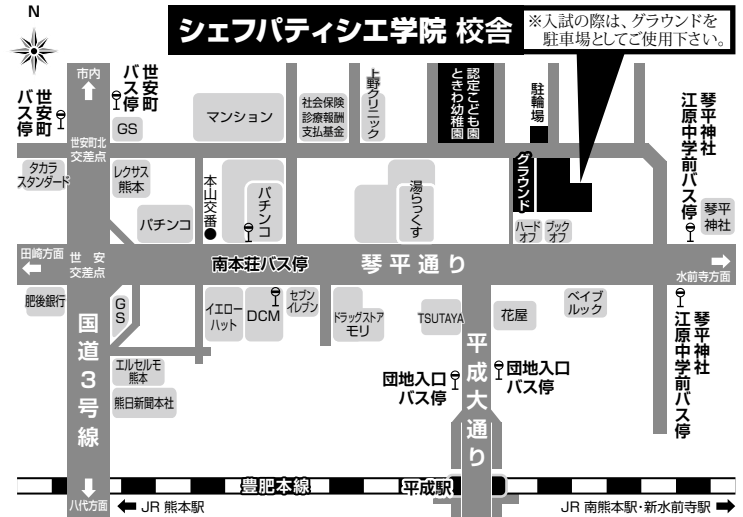 N
シェフパティシエ学院 校舎
※入試の際は、グラウンドを
駐車場としてご使用下さい。
市内
世安町
バス停
世安町
バス停
GS
マンション
社会保険
診療報酬
支払基金
上野クリニック
認定こども園
ときわ幼稚園
駐輪場
琴平神社
江原中学前バス停
世安町北
交差点
タカラ
スタンダード
レクサス
熊本
本山交番
パチンコ
パチンコ
湯らっくす
グラウンド
ハード
オフ
ブック
オフ
琴平
神社
田崎方面
世安
交差点
南本荘バス停
琴平通り
水前寺方面
肥後銀行
国道3号線
GS
イエロー
ハット
DCM
セブン
イレブン
ドラッグストア
モリ
TSUTAYA
花屋
ベイブ
ルック
琴平神社
江原中学前バス停
平成大通り
エルセルモ
熊本
熊日新聞本社
団地入口
バス停
団地入口
バス停
豊肥本線
平成駅
八代方面
JR 熊本駅
JR 南熊本駅・新水前寺駅